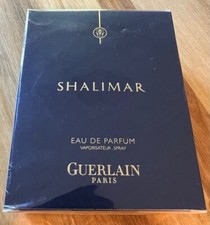 SHALIMAR
EAU DE PARFUM
VAPORISATEUR SPRAY
GUERLAIN
PARIS